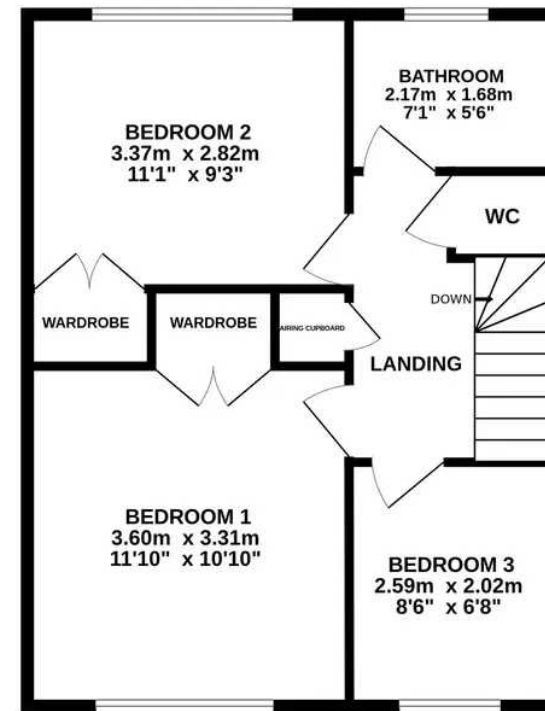 BEDROOM 2
3.37m x 2.82m
11'1" x 9'3"
BATHROOM
2.17m x 1.68m
7'1" x 5'6"
WC
DOWN
WARDROBE
WARDROBE
AIRING CUPBOARD
LANDING
BEDROOM 1
3.60m x 3.31m
11'10" x 10'10"
BEDROOM 3
2.59m x 2.02m
8'6" x 6'8"